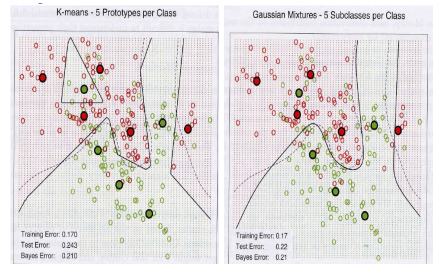 K-means - 5 Prototypes per Class
Training Error: 0.170
Test Error: 0.243
Bayes Error: 0.210
Gaussian Mixtures - 5 Subclasses per Class
Training Error: 0.17
Test Error: 0.22
Bayes Error: 0.21